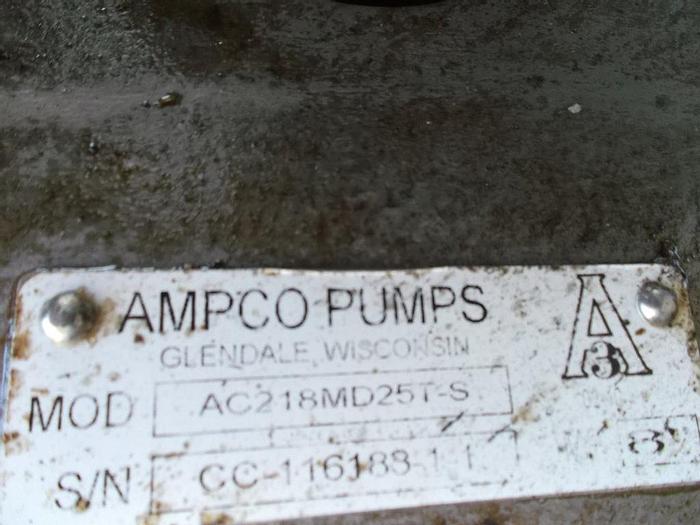 AMPCO PUMPS
GLENDALE, WISCONSIN
A
3
MOD AC218MD25T-S
S/N CC-116188-1-1